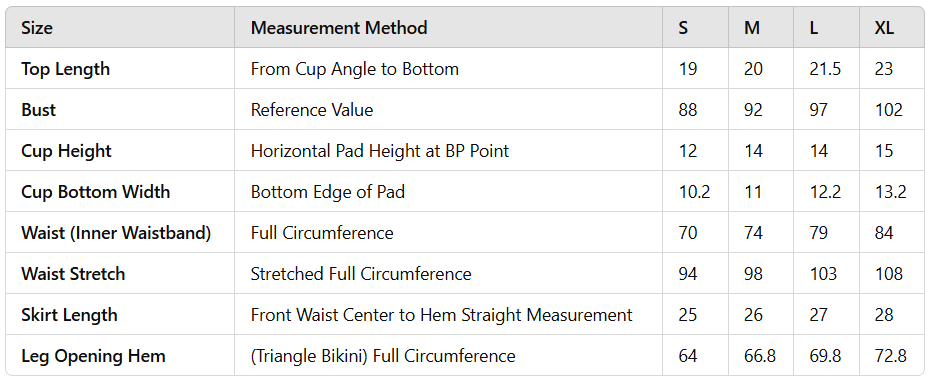 Size Measurement Method S M L XL
Top Length From Cup Angle to Bottom 19 20 21.5 23
Bust Reference Value 88 92 97 102
Cup Height Horizontal Pad Height at BP Point 12 14 14 15
Cup Bottom Width Bottom Edge of Pad 10.2 11 12.2 13.2
Waist (Inner Waistband) Full Circumference 70 74 79 84
Waist Stretch Stretched Full Circumference 94 98 103 108
Skirt Length Front Waist Center to Hem Straight Measurement 25 26 27 28
Leg Opening Hem (Triangle Bikini) Full Circumference 64 66.8 69.8 72.8